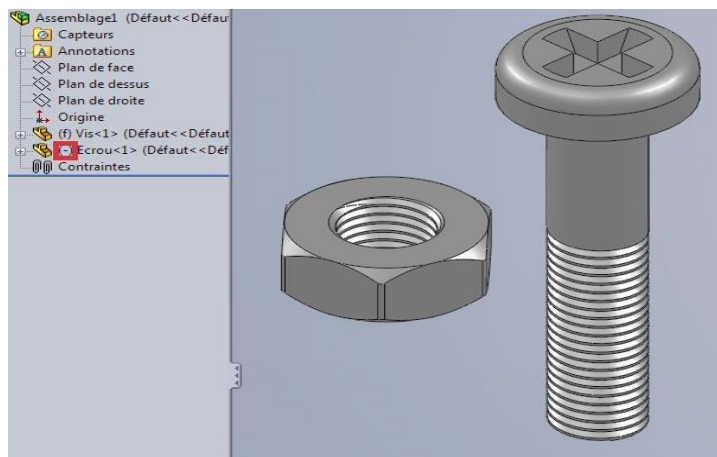 Assemblage1 (Défaut<<Défau
Capteurs
A Annotations
Plan de face
Plan de dessus
Plan de droite
Origine
(f) Vis<1> (Défaut<<Défaut
(-) Ecrou<1> (Défaut<<Déf
Contraintes